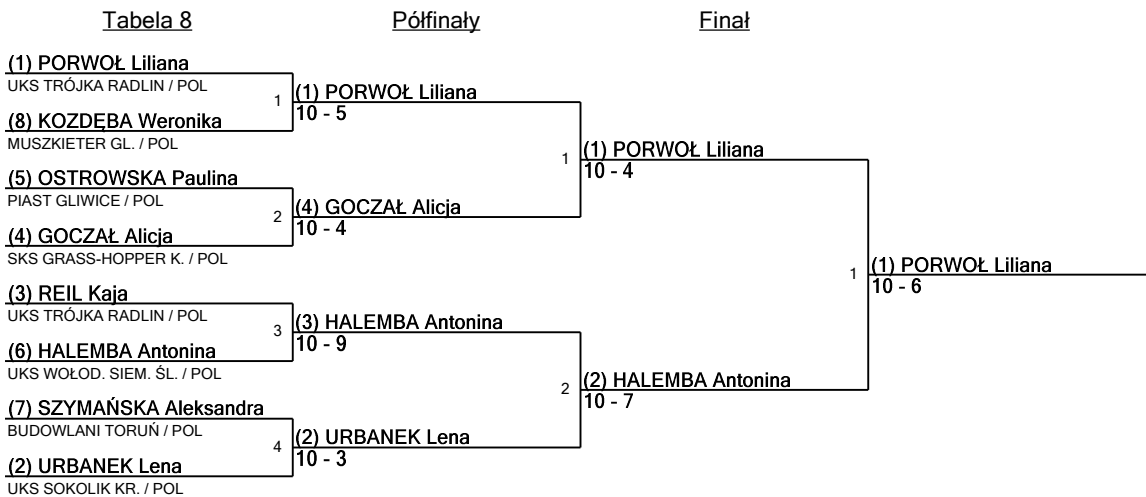 Tabela 8
Półfinały
Finał
(1) PORWOŁ Liliana
UKS TRÓJKA RADLIN / POL
1
(8) KOZDĘBA Weronika
MUSZKIETER GL. / POL
(5) OSTROWSKA Paulina
PIAST GLIWICE / POL
2
(4) GOCZAŁ Alicja
SKS GRASS-HOPPER K. / POL
(3) REIL Kaja
UKS TRÓJKA RADLIN / POL
3
(6) HALEMBA Antonina
UKS WOŁOD. SIEM. ŚL. / POL
(7) SZYMAŃSKA Aleksandra
BUDOWLANI TORUŃ / POL
4
(2) URBANEK Lena
UKS SOKOLIK KR. / POL
(1) PORWOŁ Liliana
10 - 5
1
(4) GOCZAŁ Alicja
10 - 4
(3) HALEMBA Antonina
10 - 9
2
(2) URBANEK Lena
10 - 3
(1) PORWOŁ Liliana
10 - 4
1
(2) HALEMBA Antonina
10 - 7
(1) PORWOŁ Liliana
10 - 6